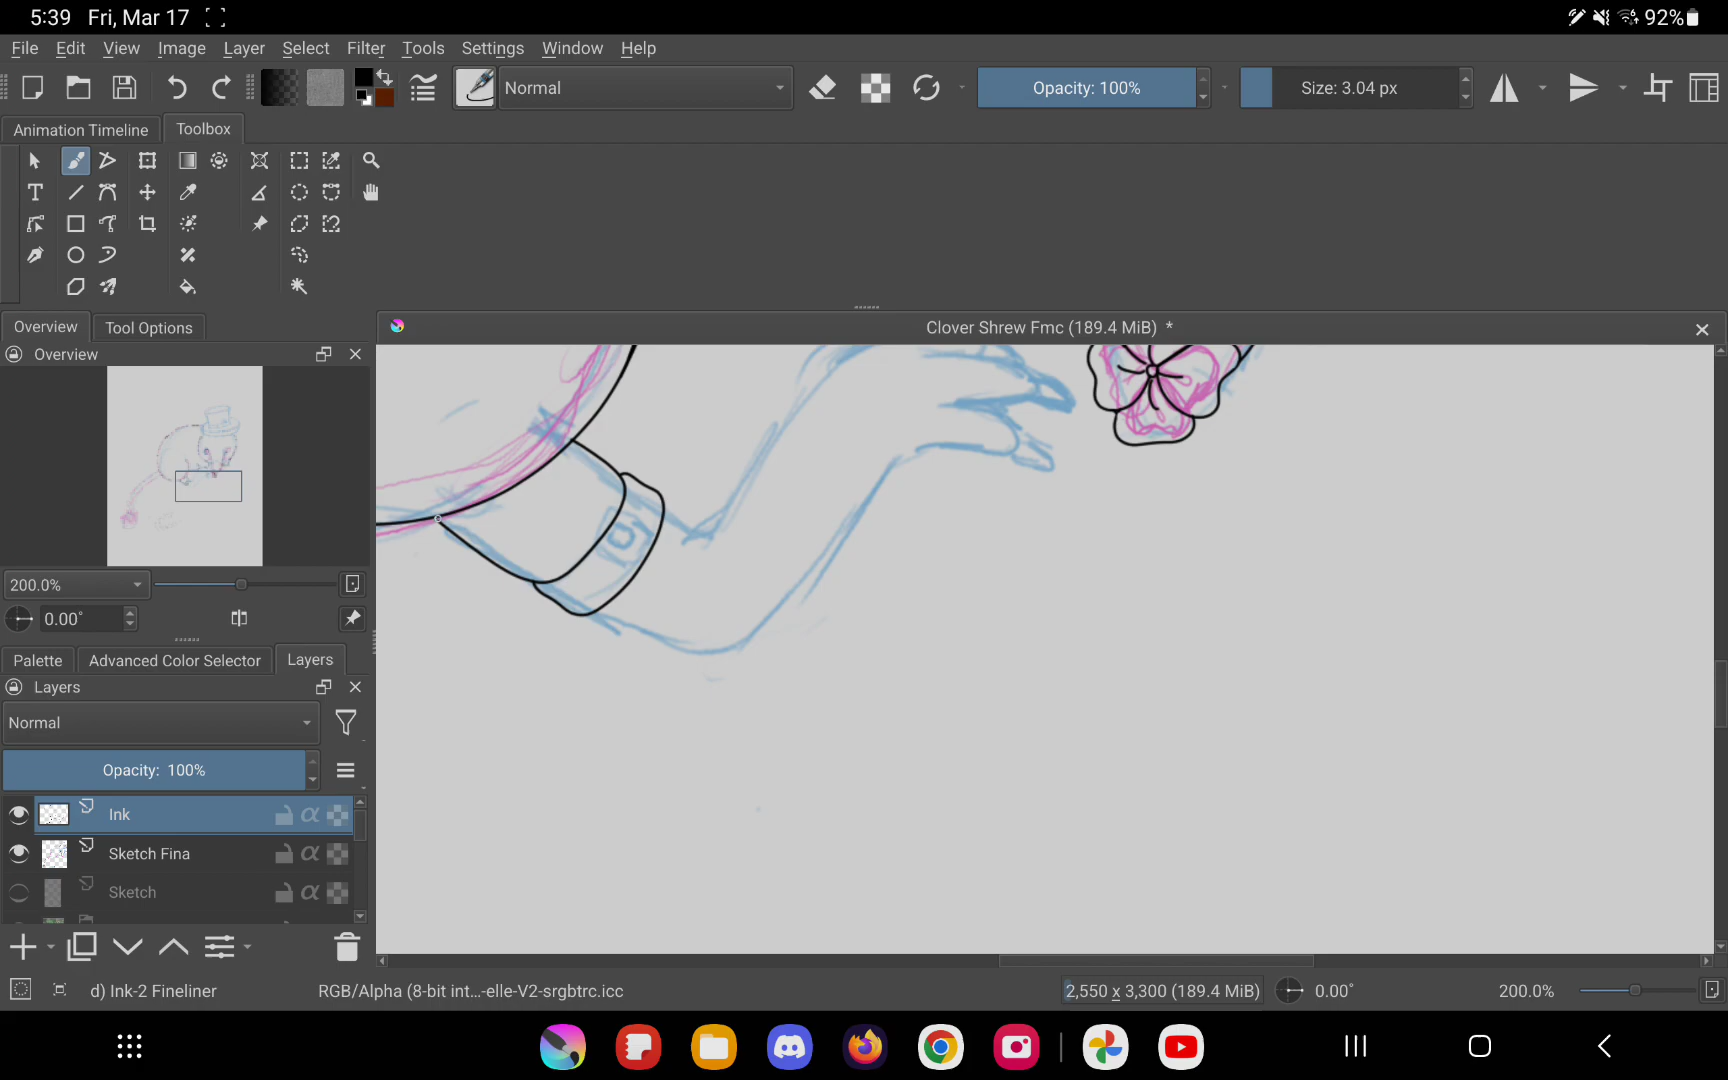 5:39 Fri, Mar 17 92%
File Edit View Image Layer Select Filter Tools Settings Window Help
Normal Opacity: 100% Size: 3.04 px
Animation Timeline Toolbox
Overview Tool Options
Clover Shrew Fmc (189.4 MiB) *
Overview
200.0%
0.00°
Palette Advanced Color Selector Layers
Layers
Normal
Opacity: 100%
Ink
Sketch Fina
Sketch
d) Ink-2 Fineliner RGB/Alpha (8-bit int...-elle-V2-srgbtrc.icc 2,550 x 3,300 (189.4 MiB) 0.00° 200.0%